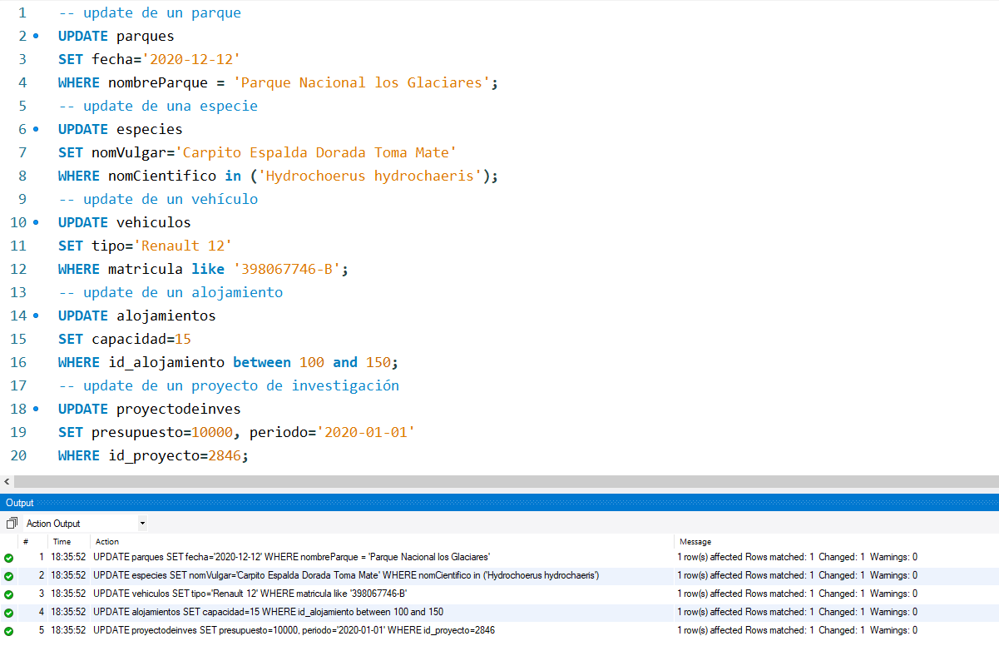 1 -- update de un parque
2 UPDATE parques
3 SET fecha='2020-12-12'
4 WHERE nombreParque = 'Parque Nacional los Glaciares';
5 -- update de una especie
6 UPDATE especies
7 SET nomVulgar='Carpito Espalda Dorada Toma Mate'
8 WHERE nomCientifico in ('Hydrochoerus hydrochaeris');
9 -- update de un vehículo
10 UPDATE vehiculos
11 SET tipo='Renault 12'
12 WHERE matricula like '398067746-B';
13 -- update de un alojamiento
14 UPDATE alojamientos
15 SET capacidad=15
16 WHERE id_alojamiento between 100 and 150;
17 -- update de un proyecto de investigación
18 UPDATE proyectodeinves
19 SET presupuesto=10000, periodo='2020-01-01'
20 WHERE id_proyecto=2846;
Output
Action Output
# Time Action Message
1 18:35:52 UPDATE parques SET fecha='2020-12-12' WHERE nombreParque = 'Parque Nacional los Glaciares' 1 row(s) affected Rows matched: 1 Changed: 1 Warnings: 0
2 18:35:52 UPDATE especies SET nomVulgar='Carpito Espalda Dorada Toma Mate' WHERE nomCientifico in ('Hydrochoerus hydrochaeris') 1 row(s) affected Rows matched: 1 Changed: 1 Warnings: 0
3 18:35:52 UPDATE vehiculos SET tipo='Renault 12' WHERE matricula like '398067746-B' 1 row(s) affected Rows matched: 1 Changed: 1 Warnings: 0
4 18:35:52 UPDATE alojamientos SET capacidad=15 WHERE id_alojamiento between 100 and 150 1 row(s) affected Rows matched: 1 Changed: 1 Warnings: 0
5 18:35:52 UPDATE proyectodeinves SET presupuesto=10000, periodo='2020-01-01' WHERE id_proyecto=2846 1 row(s) affected Rows matched: 1 Changed: 1 Warnings: 0